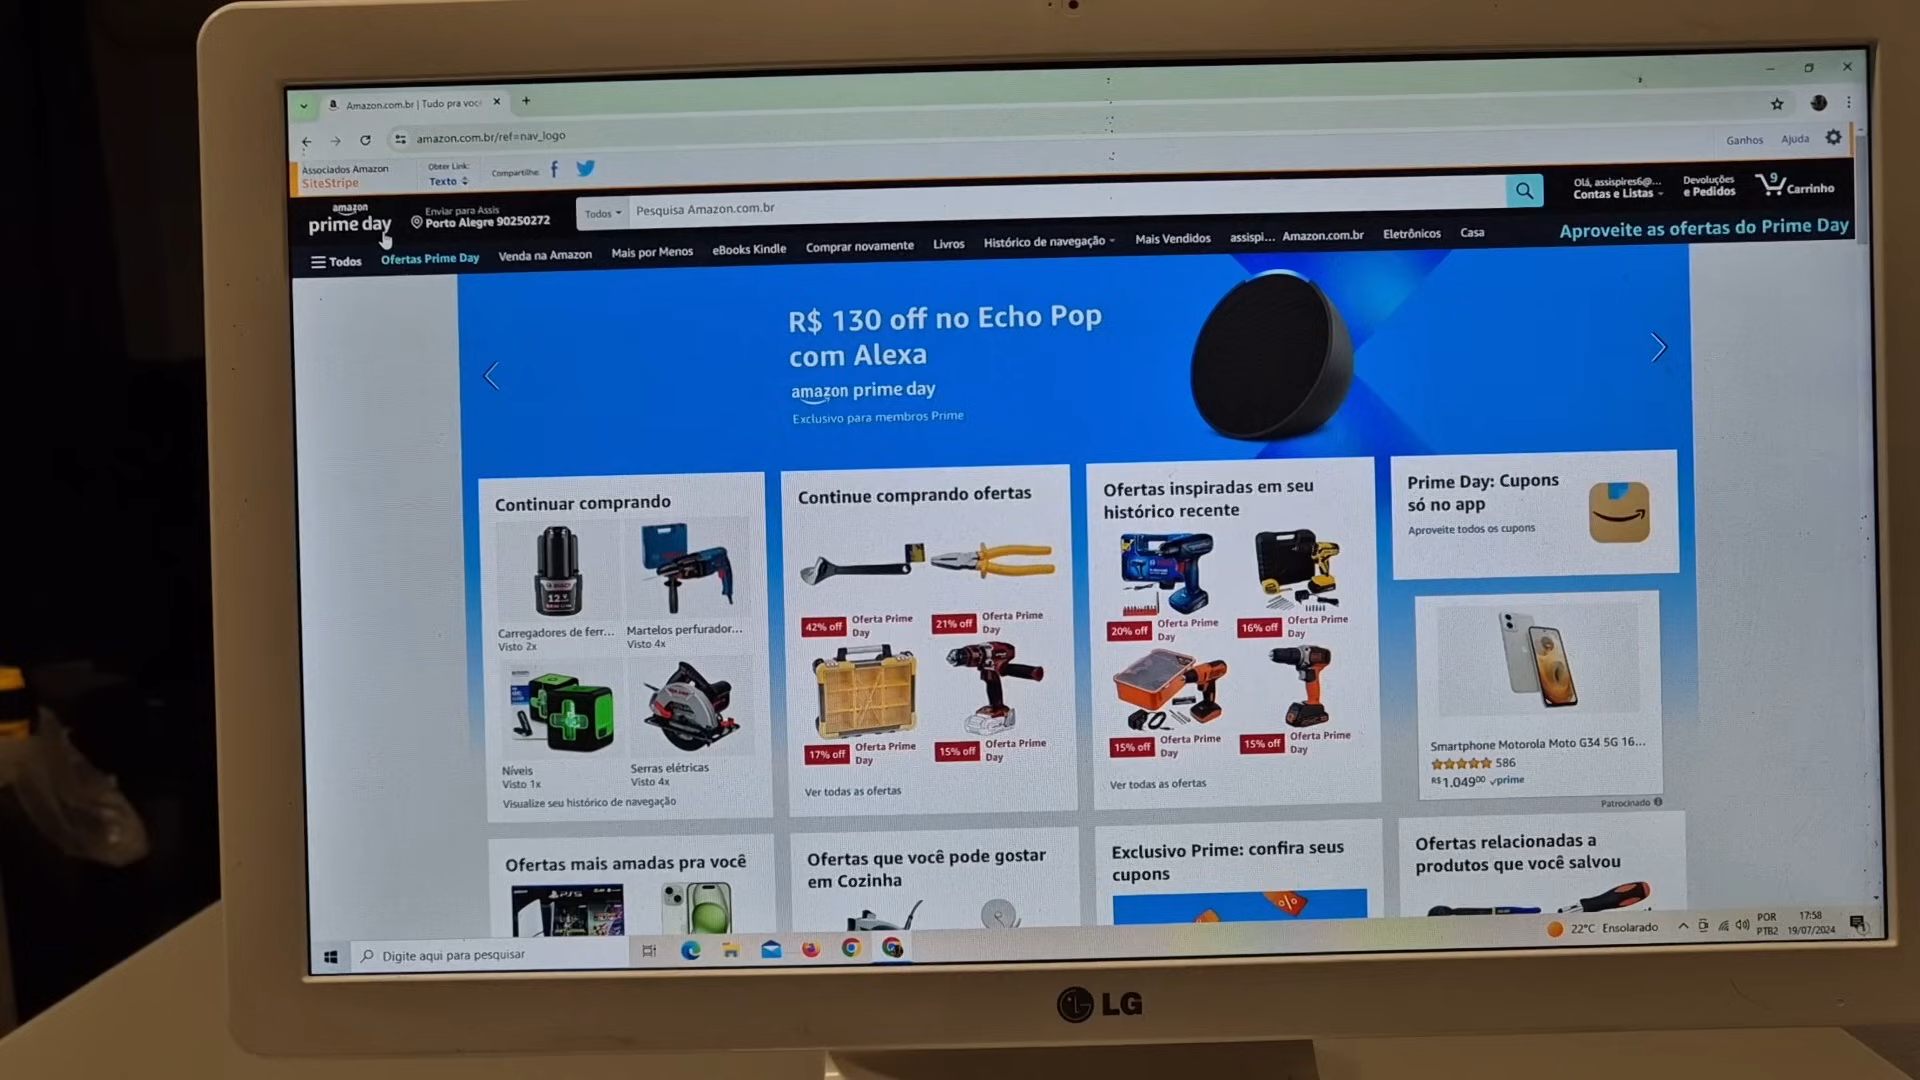 Amazon.com.br | Tudo pra você
amazon.com.br/ref=nav_logo
Associados Amazon
SiteStripe
Obter Link:
Texto
Compartilhe:
Ganhos
Ajuda
amazon
prime day
Enviar para Assis
Porto Alegre 90250272
Todos
Pesquisa Amazon.com.br
Olá, assispires6@...
Contas e Listas
Devoluções
e Pedidos
9
Carrinho
Todos
Ofertas Prime Day
Venda na Amazon
Mais por Menos
eBooks Kindle
Comprar novamente
Livros
Histórico de navegação
Mais Vendidos
assispi... Amazon.com.br
Eletrônicos
Casa
Aproveite as ofertas do Prime Day
R$ 130 off no Echo Pop
com Alexa
amazon prime day
Exclusivo para membros Prime
Continuar comprando
12 V
Carregadores de ferr...
Visto 2x
Martelos perfurador...
Visto 4x
Níveis
Visto 1x
Serras elétricas
Visto 4x
Visualize seu histórico de navegação
Continue comprando ofertas
42% off
Oferta Prime
Day
21% off
Oferta Prime
Day
17% off
Oferta Prime
Day
15% off
Oferta Prime
Day
Ver todas as ofertas
Ofertas inspiradas em seu
histórico recente
20% off
Oferta Prime
Day
16% off
Oferta Prime
Day
15% off
Oferta Prime
Day
15% off
Oferta Prime
Day
Ver todas as ofertas
Prime Day: Cupons
só no app
Aproveite todos os cupons
Smartphone Motorola Moto G34 5G 16...
586
R$1.04900 prime
Patrocinado
Ofertas mais amadas pra você
PS5
Ofertas que você pode gostar
em Cozinha
Exclusivo Prime: confira seus
cupons
%
Ofertas relacionadas a
produtos que você salvou
Digite aqui para pesquisar
22°C Ensolarado
POR
PTB2
17:58
19/07/2024
LG